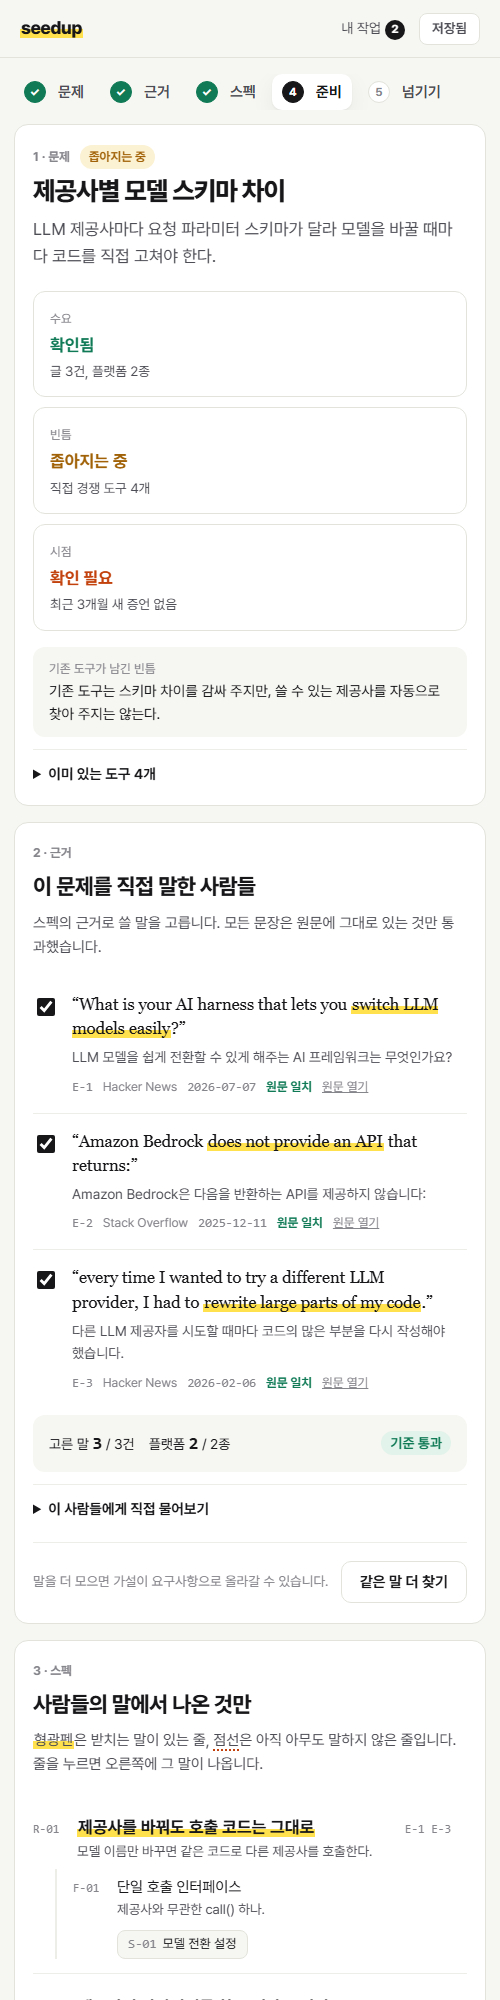 seedup
내 작업 2 저장됨
문제 근거 스펙 4 준비 5 넘기기
1 · 문제 좁아지는 중
제공사별 모델 스키마 차이
LLM 제공사마다 요청 파라미터 스키마가 달라 모델을 바꿀 때마
다 코드를 직접 고쳐야 한다.
수요
확인됨
글 3건, 플랫폼 2종
빈틈
좁아지는 중
직접 경쟁 도구 4개
시점
확인 필요
최근 3개월 새 증언 없음
기존 도구가 남긴 빈틈
기존 도구는 스키마 차이를 감싸 주지만, 쓸 수 있는 제공사를 자동으로
찾아 주지는 않는다.
▶ 이미 있는 도구 4개
2 · 근거
이 문제를 직접 말한 사람들
스펙의 근거로 쓸 말을 고릅니다. 모든 문장은 원문에 그대로 있는 것만 통
과했습니다.
“What is your AI harness that lets you switch LLM
models easily?”
LLM 모델을 쉽게 전환할 수 있게 해주는 AI 프레임워크는 무엇인가요?
E-1 Hacker News 2026-07-07 원문 일치 원문 열기
“Amazon Bedrock does not provide an API that
returns:”
Amazon Bedrock은 다음을 반환하는 API를 제공하지 않습니다:
E-2 Stack Overflow 2025-12-11 원문 일치 원문 열기
“every time I wanted to try a different LLM
provider, I had to rewrite large parts of my code.”
다른 LLM 제공자를 시도할 때마다 코드의 많은 부분을 다시 작성해야
했습니다.
E-3 Hacker News 2026-02-06 원문 일치 원문 열기
고른 말 3 / 3건 플랫폼 2 / 2종 기준 통과
▶ 이 사람들에게 직접 물어보기
말을 더 모으면 가설이 요구사항으로 올라갈 수 있습니다. 같은 말 더 찾기
3 · 스펙
사람들의 말에서 나온 것만
형광펜은 받치는 말이 있는 줄, 점선은 아직 아무도 말하지 않은 줄입니다.
줄을 누르면 오른쪽에 그 말이 나옵니다.
R-01 제공사를 바꿔도 호출 코드는 그대로 E-1 E-3
모델 이름만 바꾸면 같은 코드로 다른 제공사를 호출한다.
F-01 단일 호출 인터페이스
제공사와 무관한 call() 하나.
S-01 모델 전환 설정